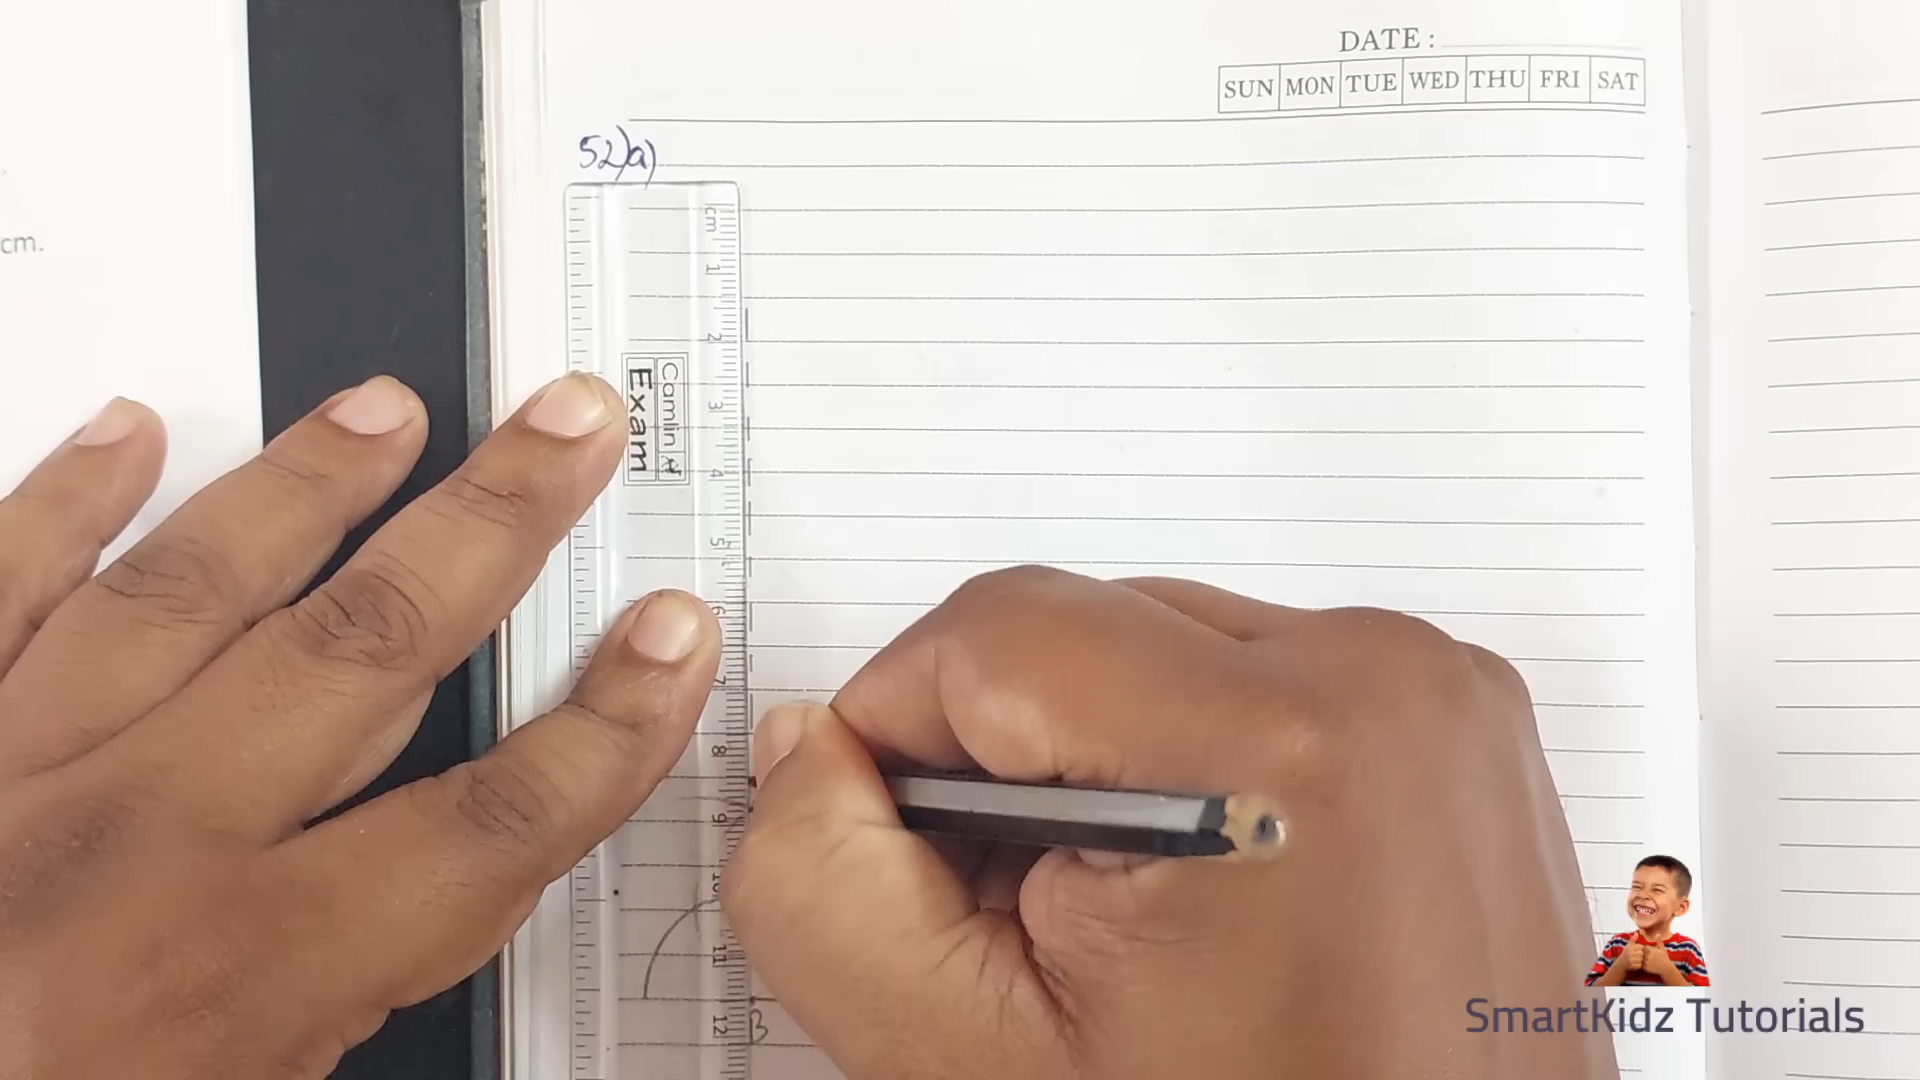 DATE :
SUN MON TUE WED THU FRI SAT
52)a)
cm.
cm 1 2 3 4 5 6 7 8 9 10 11 12
Camlin
Exam
B
SmartKidz Tutorials